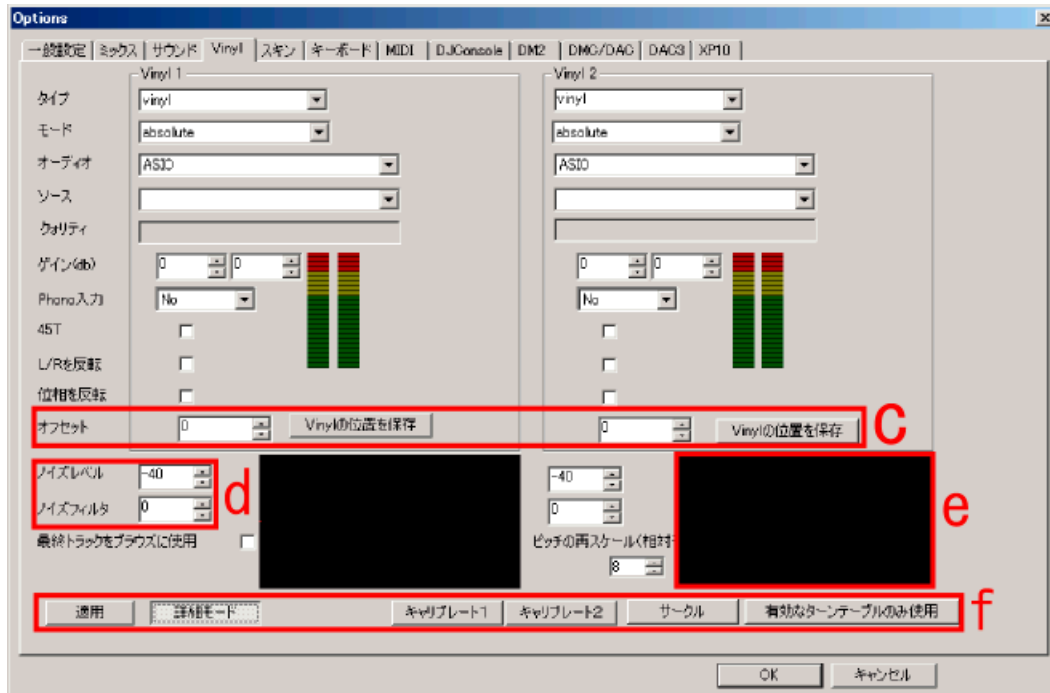 Options
一般設定 ミックス サウンド Vinyl スキン キーボード MIDI DJConsole DM2 DMC/DAC DAC3 XP10
Vinyl 1 Vinyl 2
タイプ vinyl vinyl
モード absolute absolute
オーディオ ASIO ASIO
ソース
クォリティ
ゲイン(db) 0 0 0 0
Phono入力 No No
45T
L/Rを反転
位相を反転
オフセット 0 Vinylの位置を保存 0 Vinylの位置を保存 c
ノイズレベル -40 d -40 e
ノイズフィルタ 0 0
最終トラックをブラウズに使用 ピッチの再スケール(相対
8
適用 詳細モード キャリブレート1 キャリブレート2 サークル 有効なターンテーブルのみ使用 f
OK キャンセル